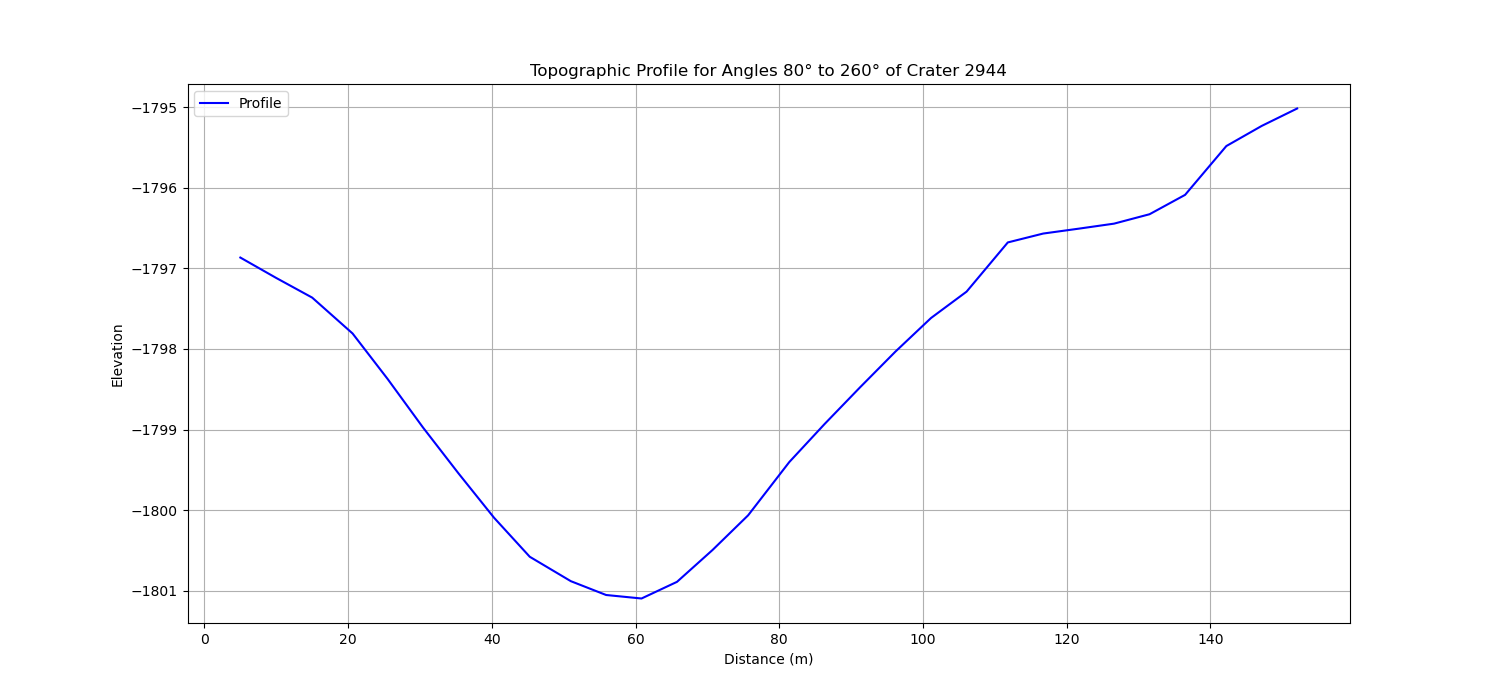 Topographic Profile for Angles 80° to 260° of Crater 2944
Profile
−1795
−1796
−1797
−1798
−1799
−1800
−1801
Elevation
0 20 40 60 80 100 120 140
Distance (m)